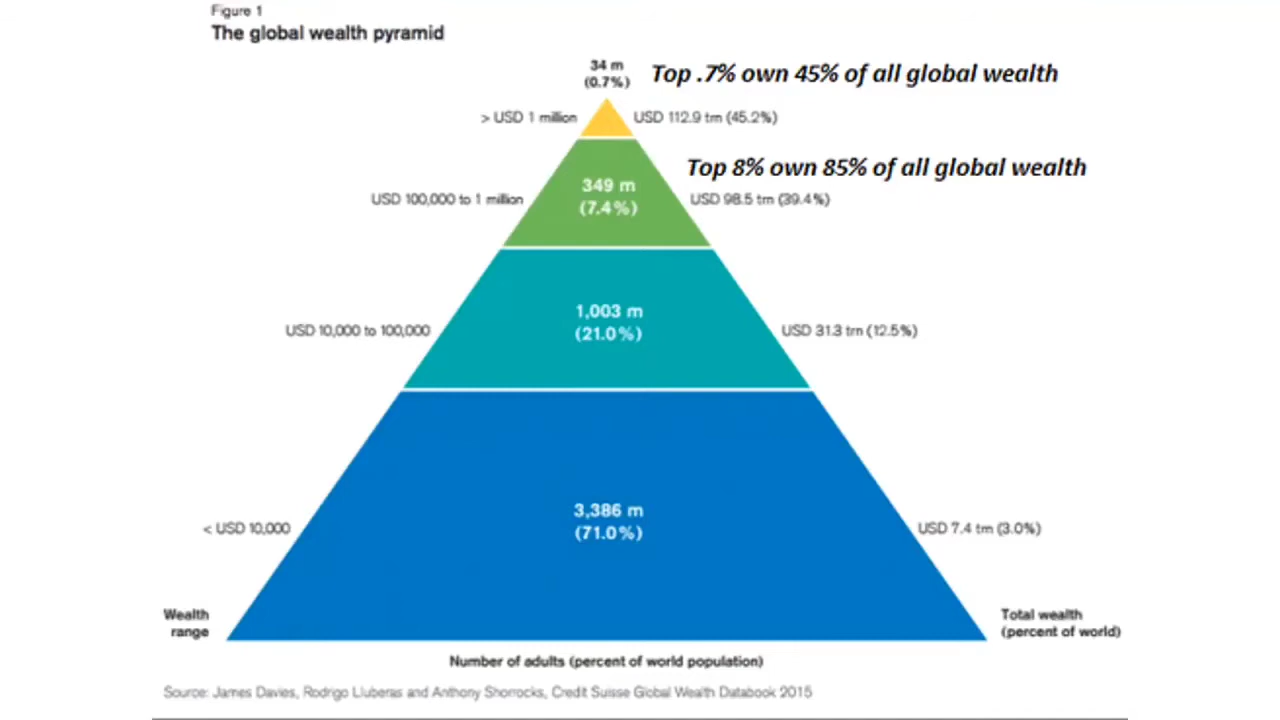 Figure 1
The global wealth pyramid
34 m
(0.7%)
Top .7% own 45% of all global wealth
> USD 1 million
USD 112.9 trn (45.2%)
Top 8% own 85% of all global wealth
349 m
(7.4%)
USD 100,000 to 1 million
USD 98.5 trn (39.4%)
1,003 m
(21.0%)
USD 10,000 to 100,000
USD 31.3 trn (12.5%)
3,386 m
(71.0%)
< USD 10,000
USD 7.4 trn (3.0%)
Wealth
range
Total wealth
(percent of world)
Number of adults (percent of world population)
Source: James Davies, Rodrigo Lluberas and Anthony Shorrocks, Credit Suisse Global Wealth Databook 2015